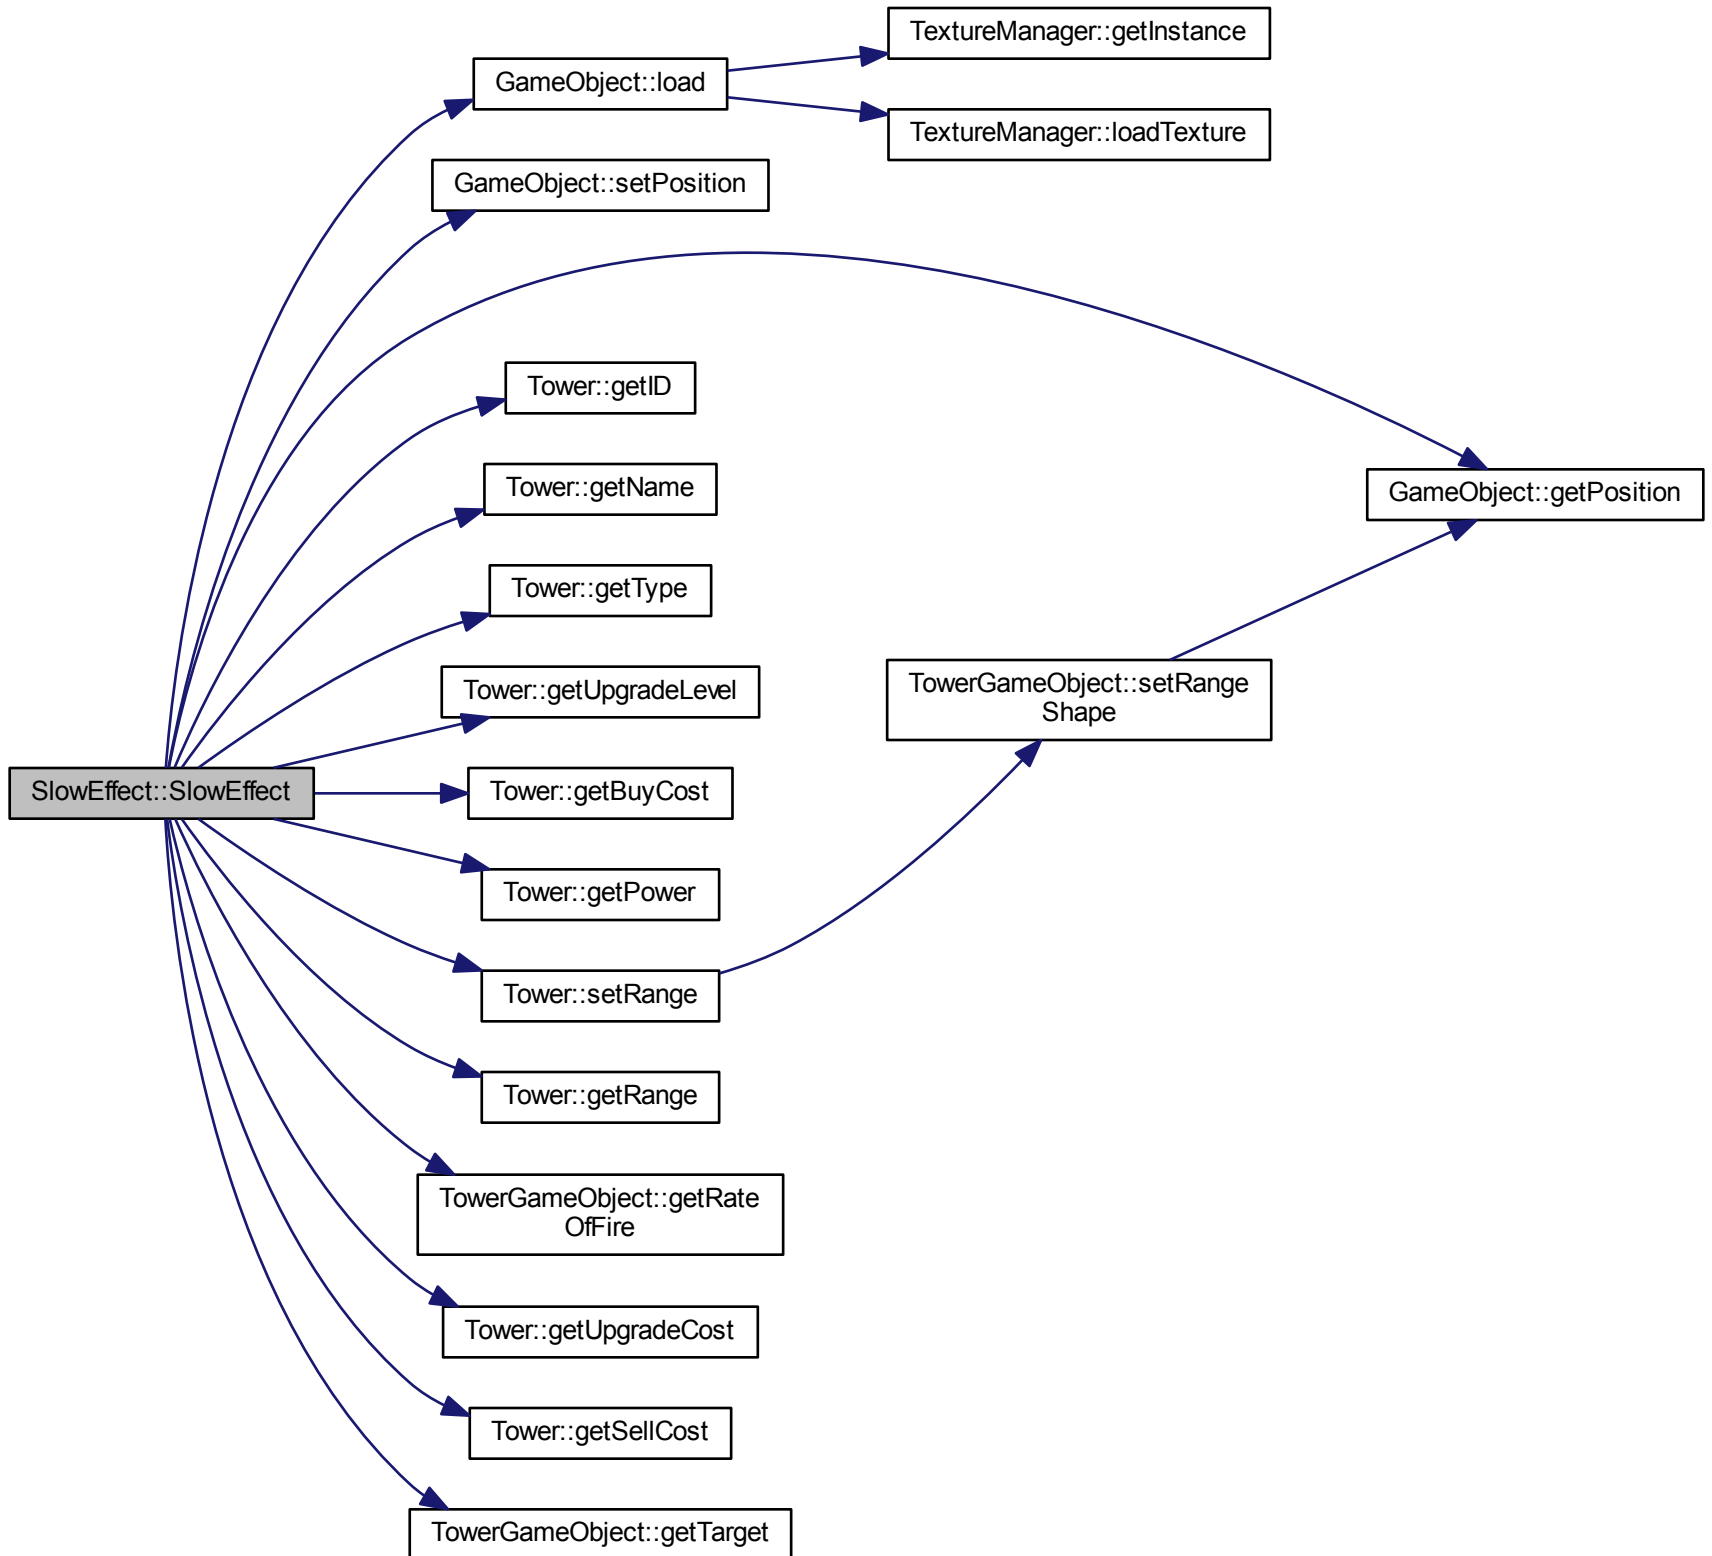 TextureManager::getInstance
GameObject::load
TextureManager::loadTexture
GameObject::setPosition
Tower::getID
Tower::getName
GameObject::getPosition
Tower::getType
Tower::getUpgradeLevel
TowerGameObject::setRange
Shape
SlowEffect::SlowEffect
Tower::getBuyCost
Tower::getPower
Tower::setRange
Tower::getRange
TowerGameObject::getRate
OfFire
Tower::getUpgradeCost
Tower::getSellCost
TowerGameObject::getTarget